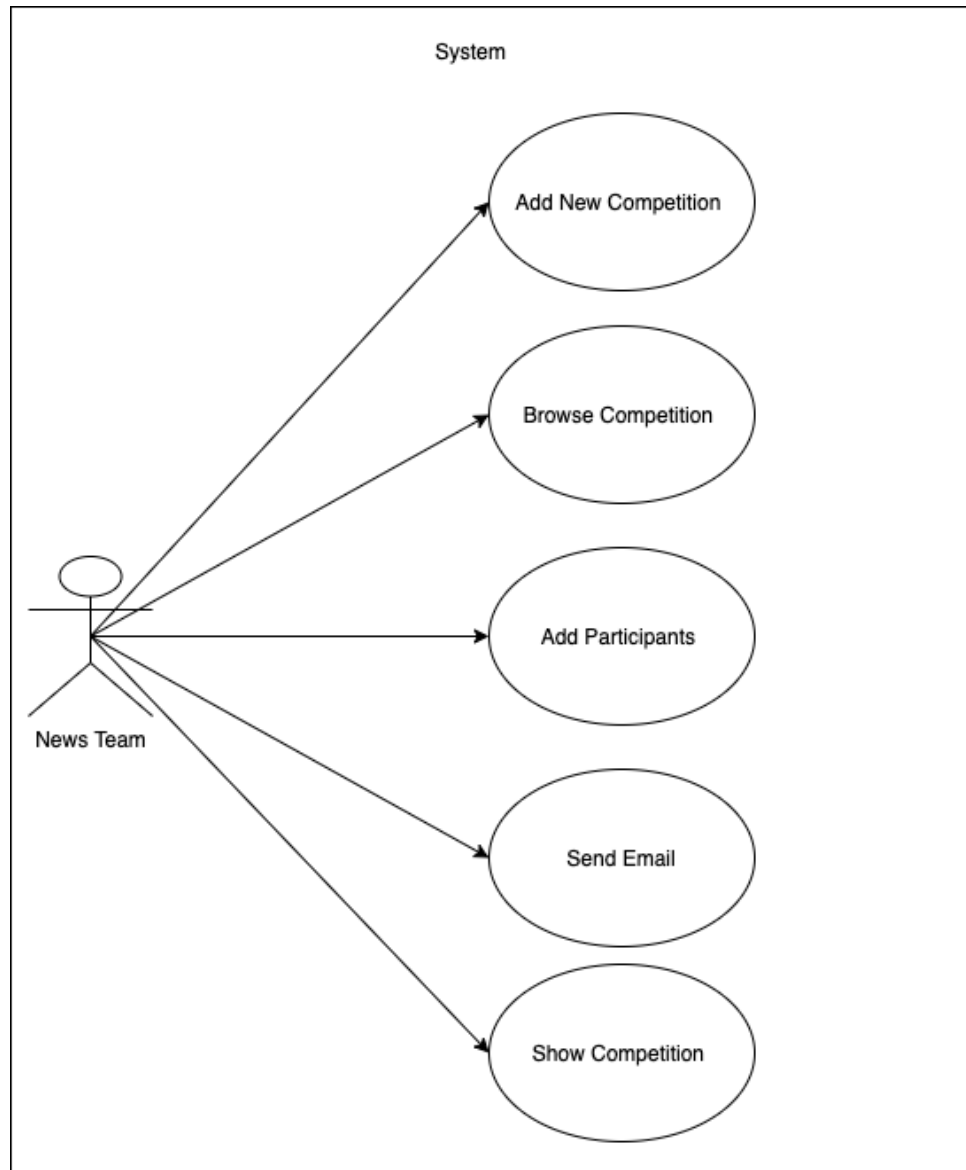 System
Add New Competition
Browse Competition
Add Participants
News Team
Send Email
Show Competition